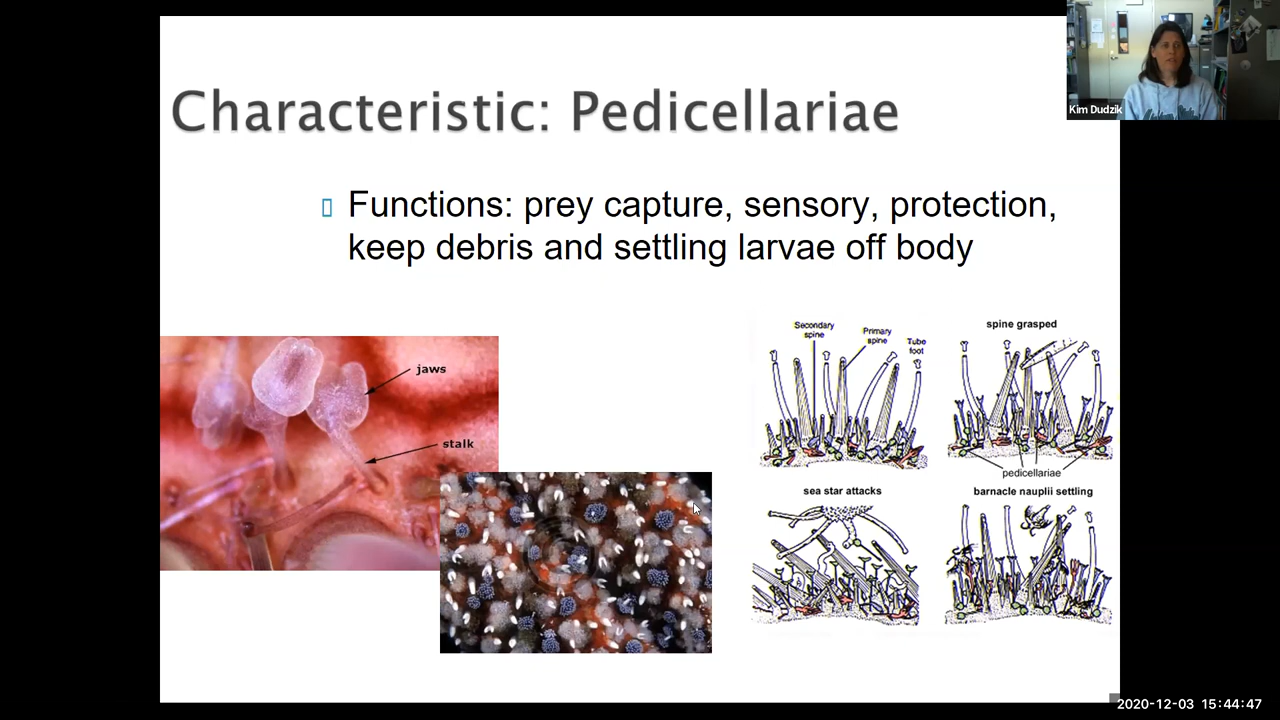 Kim Dudzik
Characteristic: Pedicellariae
Functions: prey capture, sensory, protection,
keep debris and settling larvae off body
jaws
stalk
Secondary
spine
Primary
spine
Tube
foot
spine grasped
pedicellariae
sea star attacks
barnacle nauplii settling
2020-12-03 15:44:47